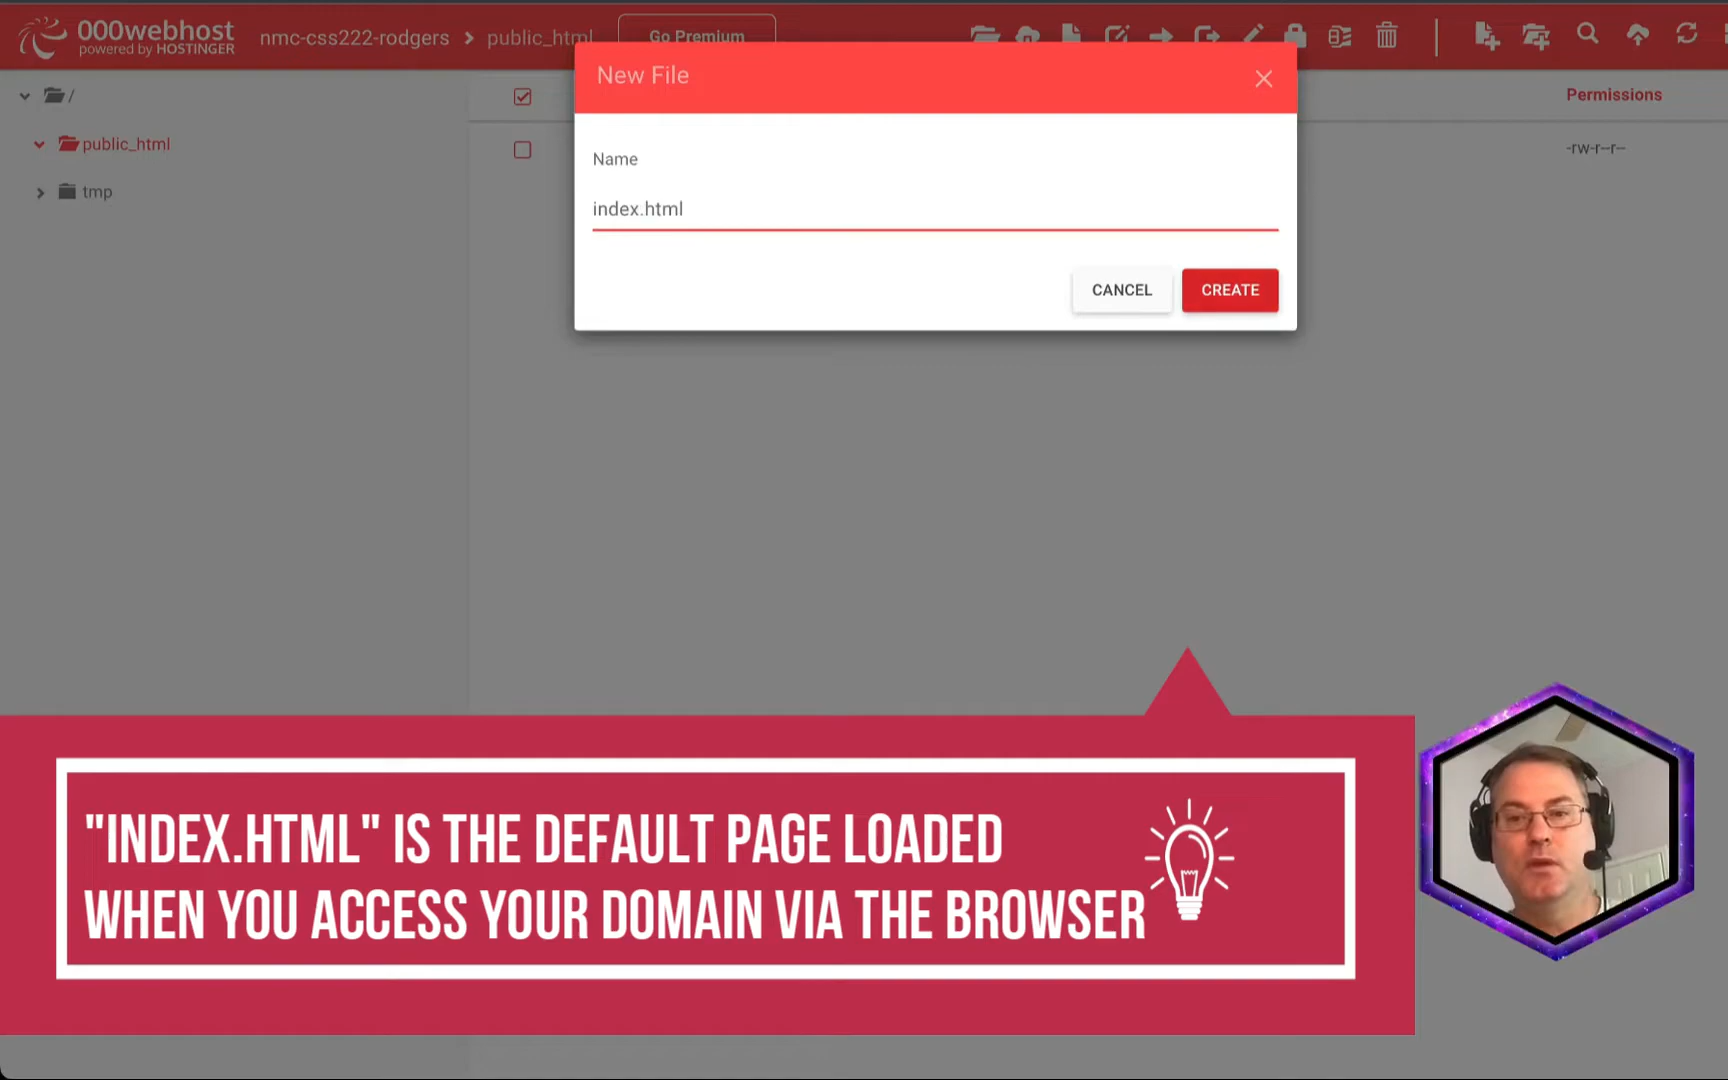 000webhost
powered by HOSTINGER
nmc-css222-rodgers > public_html
Go Premium
New File
/
Permissions
public_html
-rw-r--r--
tmp
Name
index.html
CANCEL
CREATE
"INDEX.HTML" IS THE DEFAULT PAGE LOADED
WHEN YOU ACCESS YOUR DOMAIN VIA THE BROWSER